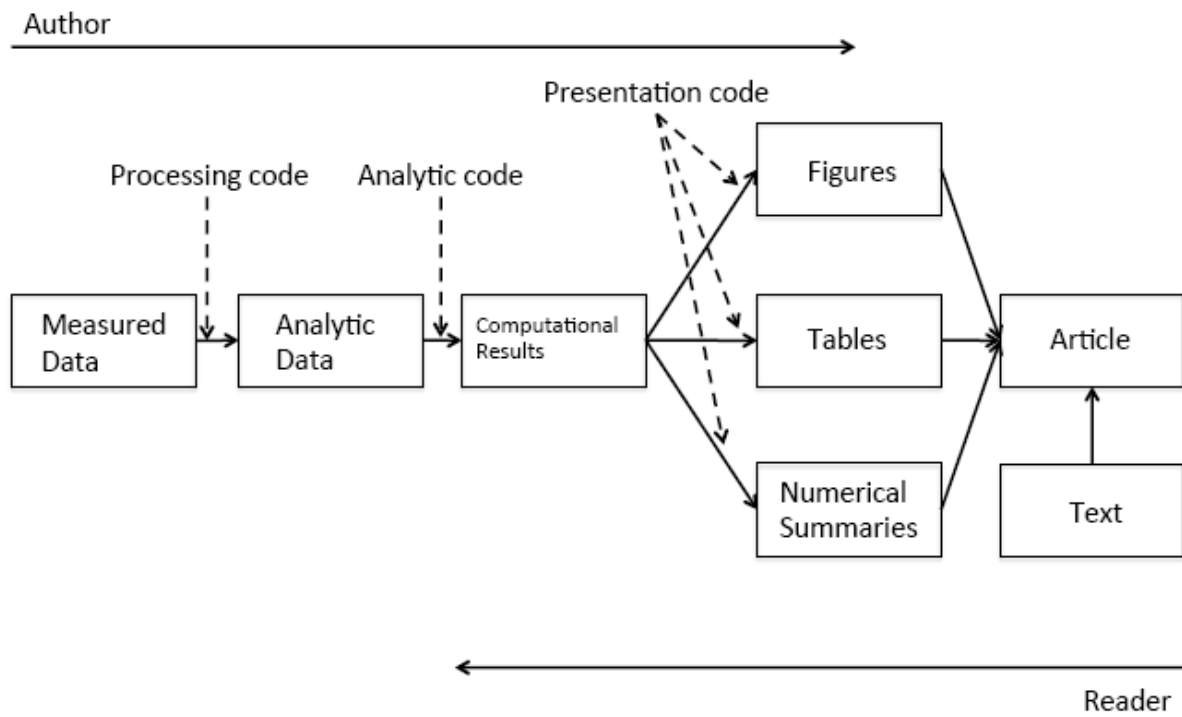 Author
Presentation code
Processing code
Analytic code
Figures
Measured
Data
Analytic
Data
Computational
Results
Tables
Article
Numerical
Summaries
Text
Reader